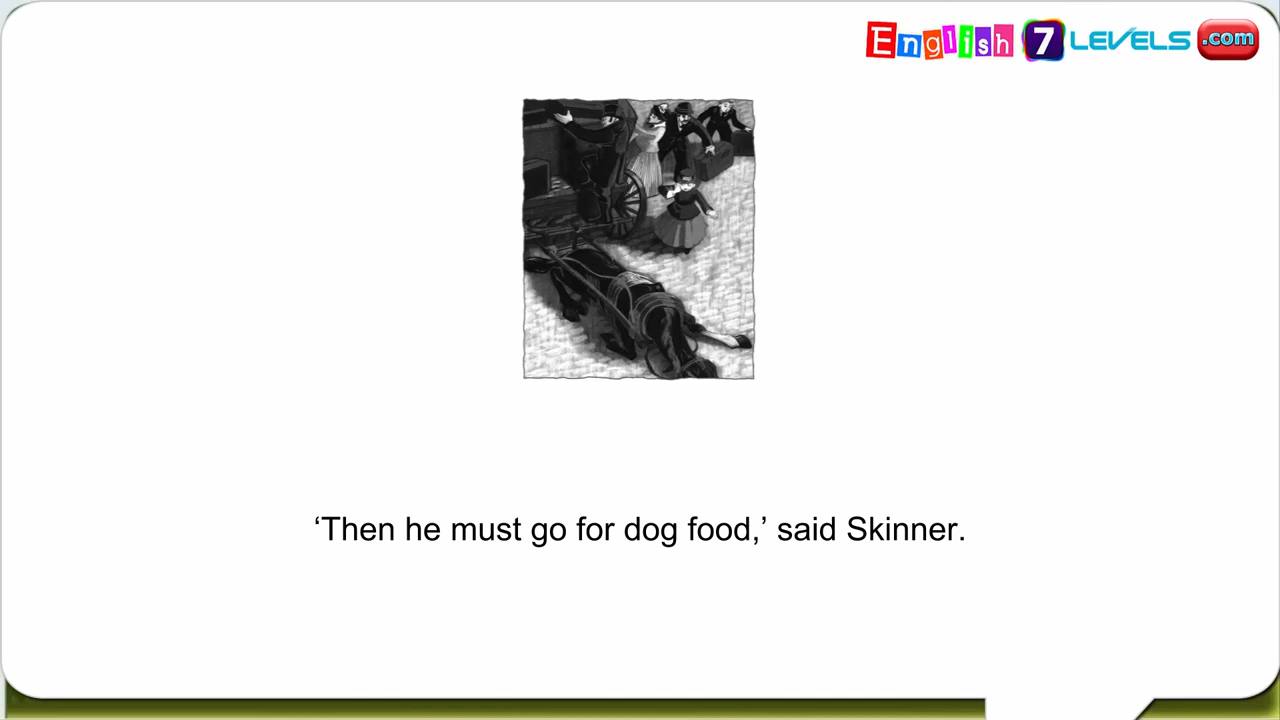 English 7 LEVELS .com
‘Then he must go for dog food,’ said Skinner.